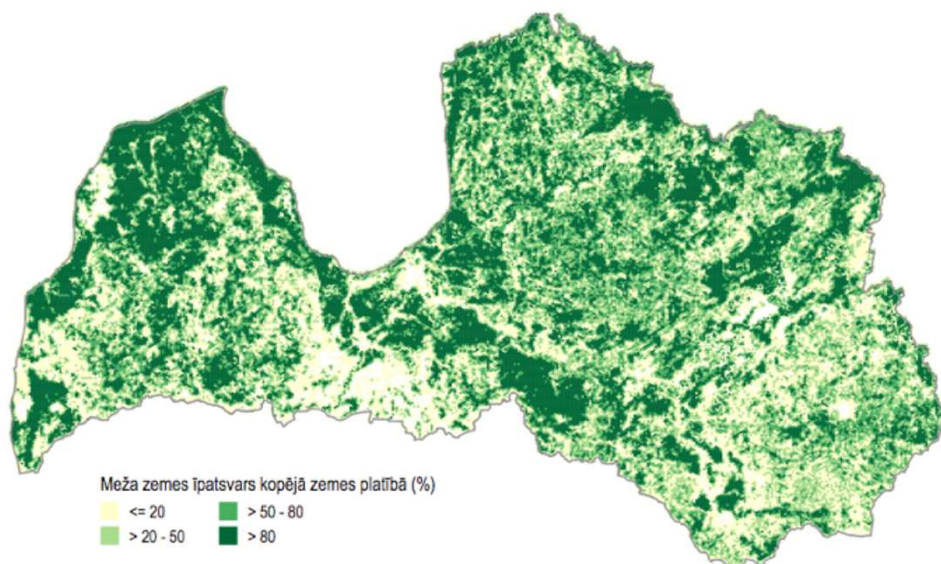 Meža zemes īpatsvars kopējā zemes platībā (%)
<= 20 > 50 - 80
> 20 - 50 > 80